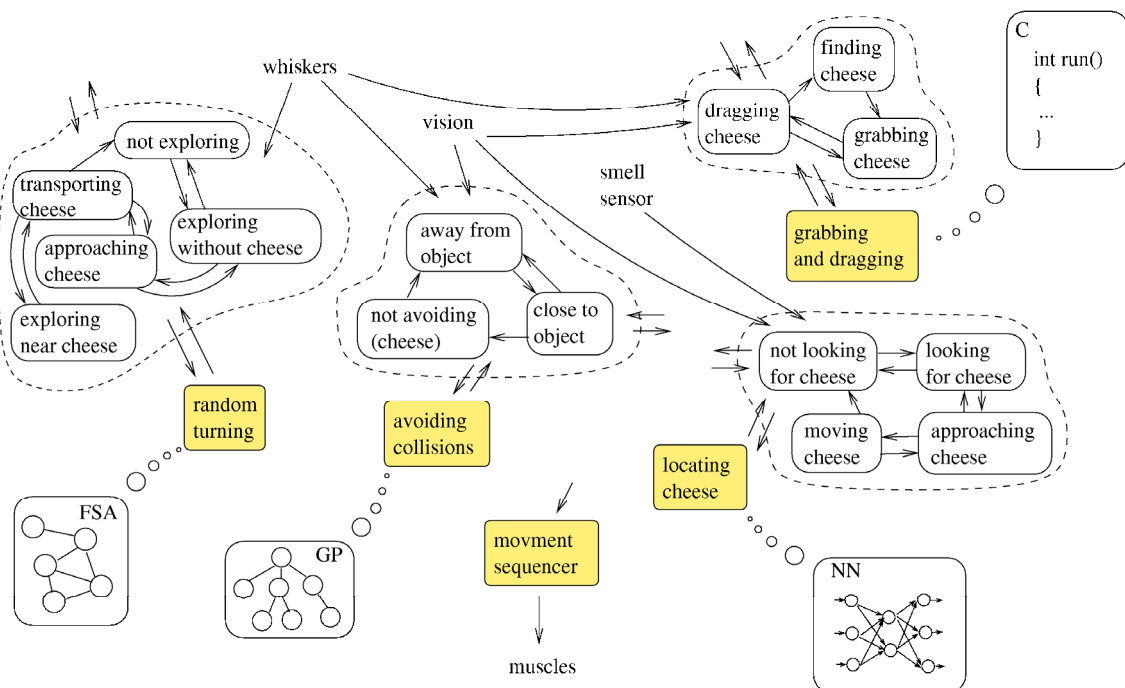 whiskers
vision
smell
sensor
not exploring
transporting
cheese
approaching
cheese
exploring
without cheese
exploring
near cheese
random
turning
FSA
away from
object
not avoiding
(cheese)
close to
object
avoiding
collisions
GP
movment
sequencer
muscles
finding
cheese
dragging
cheese
grabbing
cheese
grabbing
and dragging
C
int run()
{
...
}
not looking
for cheese
looking
for cheese
moving
cheese
approaching
cheese
locating
cheese
NN